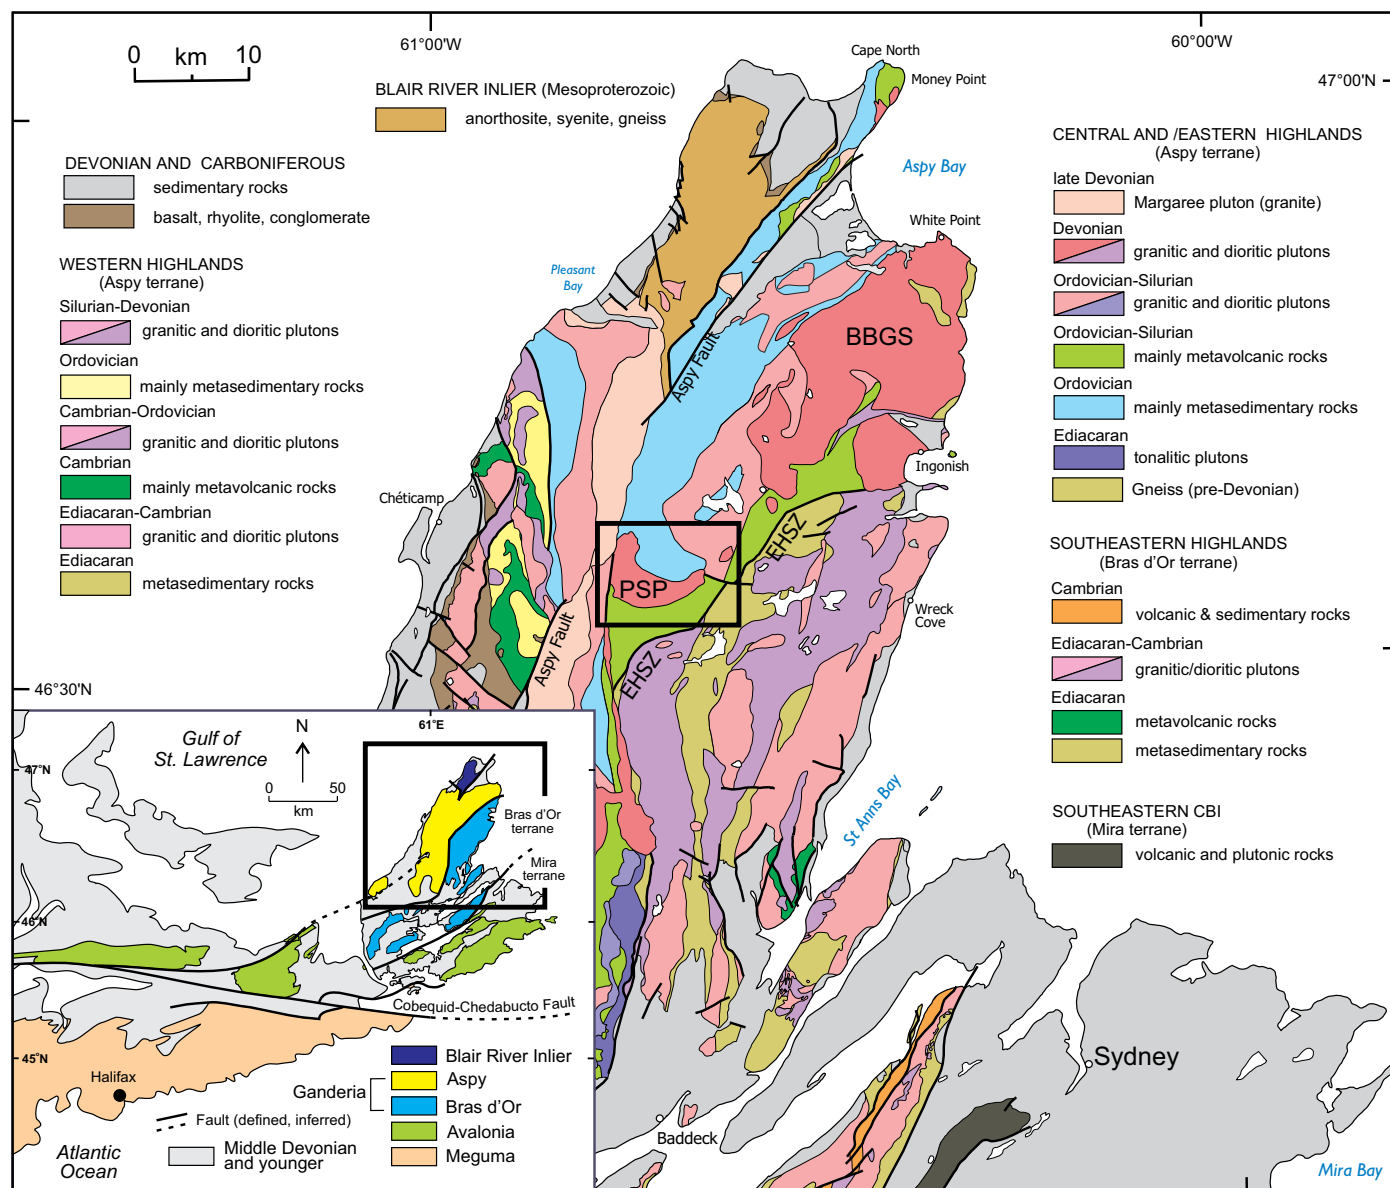 61°00'W
60°00'W
47°00'N
46°30'N
0 km 10
Cape North
Money Point
Aspy Bay
White Point
Pleasant
Bay
Aspy Fault
BBGS
Ingonish
Chéticamp
EHSZ
PSP
Wreck
Cove
Aspy Fault
EHSZ
St Anns Bay
Sydney
Baddeck
Mira Bay
BLAIR RIVER INLIER (Mesoproterozoic)
anorthosite, syenite, gneiss
DEVONIAN AND CARBONIFEROUS
sedimentary rocks
basalt, rhyolite, conglomerate
WESTERN HIGHLANDS
(Aspy terrane)
Silurian-Devonian
granitic and dioritic plutons
Ordovician
mainly metasedimentary rocks
Cambrian-Ordovician
granitic and dioritic plutons
Cambrian
mainly metavolcanic rocks
Ediacaran-Cambrian
granitic and dioritic plutons
Ediacaran
metasedimentary rocks
CENTRAL AND /EASTERN HIGHLANDS
(Aspy terrane)
late Devonian
Margaree pluton (granite)
Devonian
granitic and dioritic plutons
Ordovician-Silurian
granitic and dioritic plutons
Ordovician-Silurian
mainly metavolcanic rocks
Ordovician
mainly metasedimentary rocks
Ediacaran
tonalitic plutons
Gneiss (pre-Devonian)
SOUTHEASTERN HIGHLANDS
(Bras d'Or terrane)
Cambrian
volcanic & sedimentary rocks
Ediacaran-Cambrian
granitic/dioritic plutons
Ediacaran
metavolcanic rocks
metasedimentary rocks
SOUTHEASTERN CBI
(Mira terrane)
volcanic and plutonic rocks
61°E
Gulf of
St. Lawrence
N
0 50
km
47°N
46°N
45°N
Bras d'Or
terrane
Mira
terrane
Cobequid-Chedabucto Fault
Halifax
Atlantic
Ocean
Fault (defined, inferred)
Middle Devonian
and younger
Blair River Inlier
Ganderia
Aspy
Bras d'Or
Avalonia
Meguma